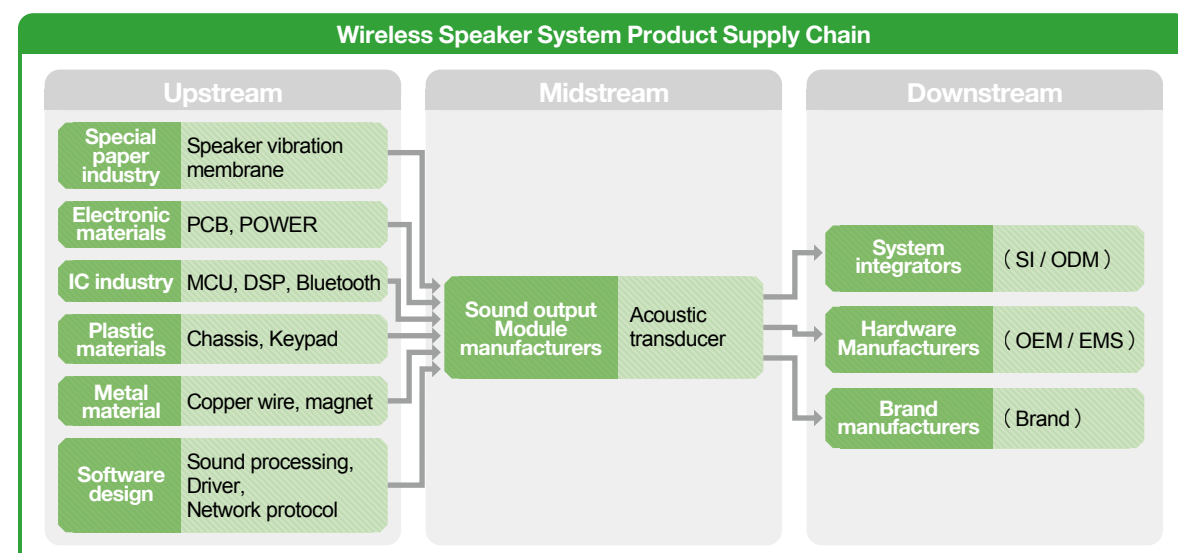 Wireless Speaker System Product Supply Chain
Upstream
Midstream
Downstream
Special
paper
industry
Speaker vibration
membrane
Electronic
materials
PCB, POWER
IC industry
MCU, DSP, Bluetooth
Plastic
materials
Chassis, Keypad
Metal
material
Copper wire, magnet
Software
design
Sound processing,
Driver,
Network protocol
Sound output
Module
manufacturers
Acoustic
transducer
System
integrators
( SI / ODM )
Hardware
Manufacturers
( OEM / EMS )
Brand
manufacturers
( Brand )